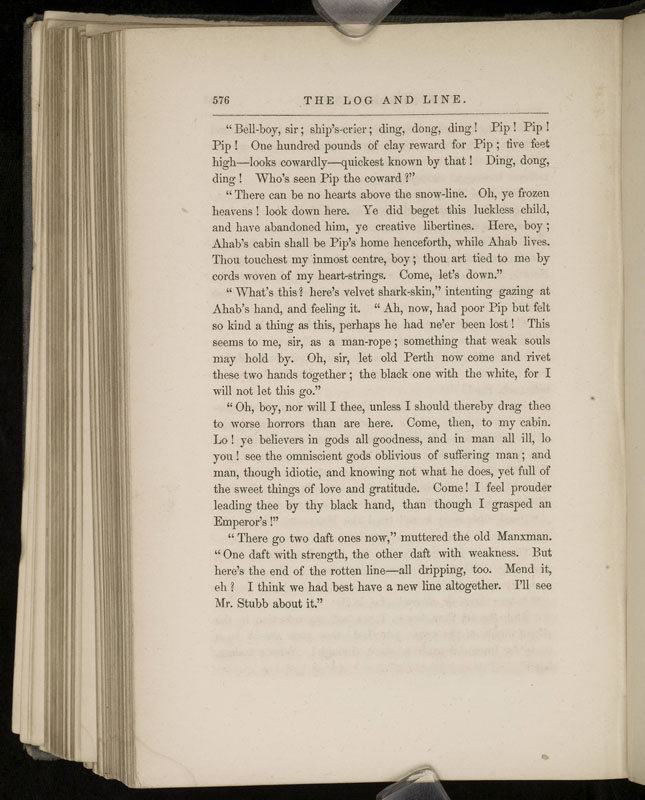 576 THE LOG AND LINE.
“Bell-boy, sir; ship’s-crier; ding, dong, ding! Pip! Pip!
Pip! One hundred pounds of clay reward for Pip; five feet
high—looks cowardly—quickest known by that! Ding, dong,
ding! Who’s seen Pip the coward?”
“There can be no hearts above the snow-line. Oh, ye frozen
heavens! look down here. Ye did beget this luckless child,
and have abandoned him, ye creative libertines. Here, boy;
Ahab’s cabin shall be Pip’s home henceforth, while Ahab lives.
Thou touchest my inmost centre, boy; thou art tied to me by
cords woven of my heart-strings. Come, let’s down.”
“What’s this? here’s velvet shark-skin,” intenting gazing at
Ahab’s hand, and feeling it. “Ah, now, had poor Pip but felt
so kind a thing as this, perhaps he had ne’er been lost! This
seems to me, sir, as a man-rope; something that weak souls
may hold by. Oh, sir, let old Perth now come and rivet
these two hands together; the black one with the white, for I
will not let this go.”
“Oh, boy, nor will I thee, unless I should thereby drag thee
to worse horrors than are here. Come, then, to my cabin.
Lo! ye believers in gods all goodness, and in man all ill, lo
you! see the omniscient gods oblivious of suffering man; and
man, though idiotic, and knowing not what he does, yet full of
the sweet things of love and gratitude. Come! I feel prouder
leading thee by thy black hand, than though I grasped an
Emperor’s!”
“There go two daft ones now,” muttered the old Manxman.
“One daft with strength, the other daft with weakness. But
here’s the end of the rotten line—all dripping, too. Mend it,
eh? I think we had best have a new line altogether. I’ll see
Mr. Stubb about it.”